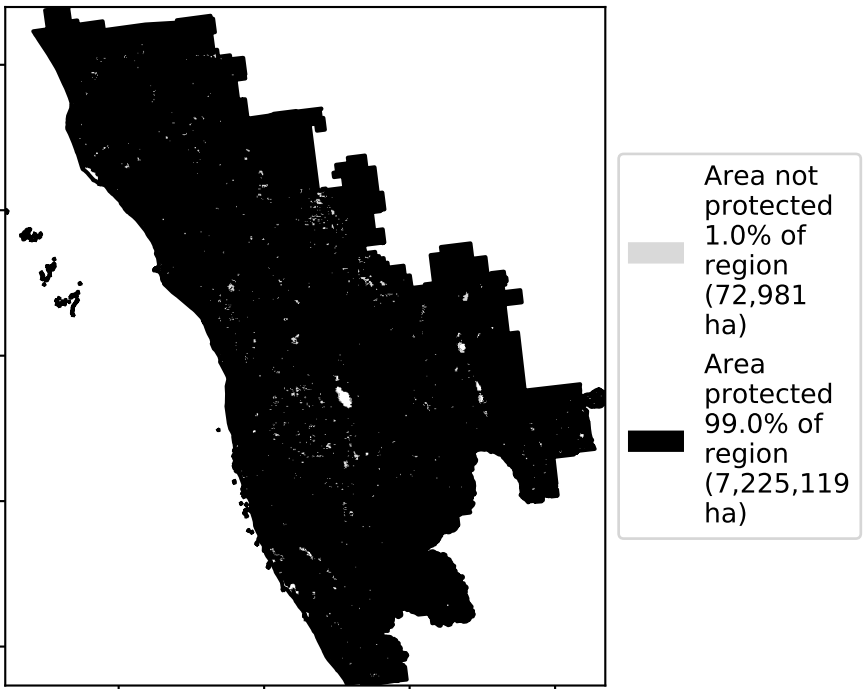 Area not
protected
1.0% of
region
(72,981
ha)
Area
protected
99.0% of
region
(7,225,119
ha)